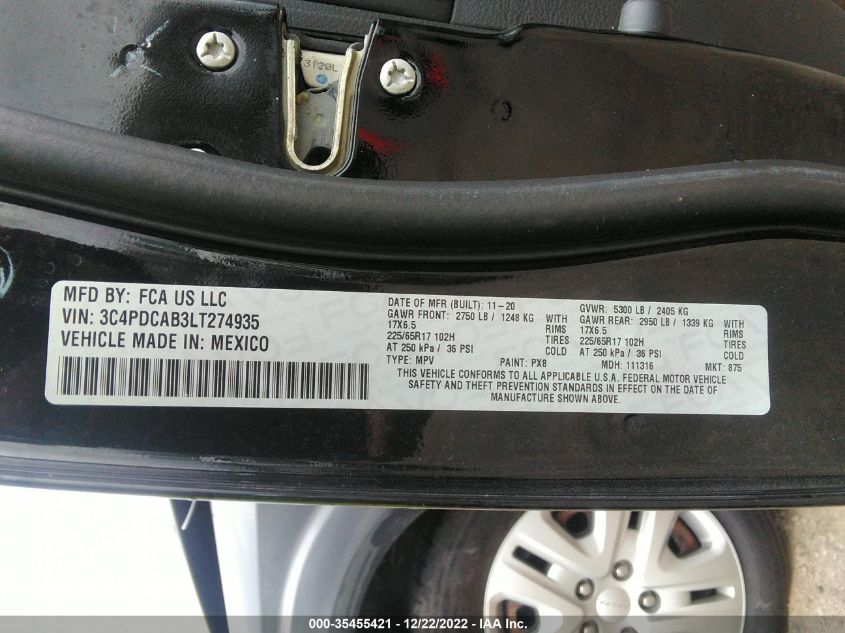 3120L
MFD BY: FCA US LLC
VIN: 3C4PDCAB3LT274935
VEHICLE MADE IN: MEXICO
DATE OF MFR (BUILT): 11-20
GVWR: 5300 LB / 2405 KG
GAWR FRONT: 2750 LB / 1248 KG WITH
GAWR REAR: 2950 LB / 1339 KG WITH
17X6.5 RIMS
17X6.5 RIMS
225/65R17 102H TIRES
225/65R17 102H TIRES
AT 250 kPa / 36 PSI COLD
AT 250 kPa / 36 PSI COLD
TYPE: MPV PAINT: PX8 MDH: 111316 MKT: 875
THIS VEHICLE CONFORMS TO ALL APPLICABLE U.S.A. FEDERAL MOTOR VEHICLE
SAFETY AND THEFT PREVENTION STANDARDS IN EFFECT ON THE DATE OF
MANUFACTURE SHOWN ABOVE.
000-35455421 - 12/22/2022 - IAA Inc.